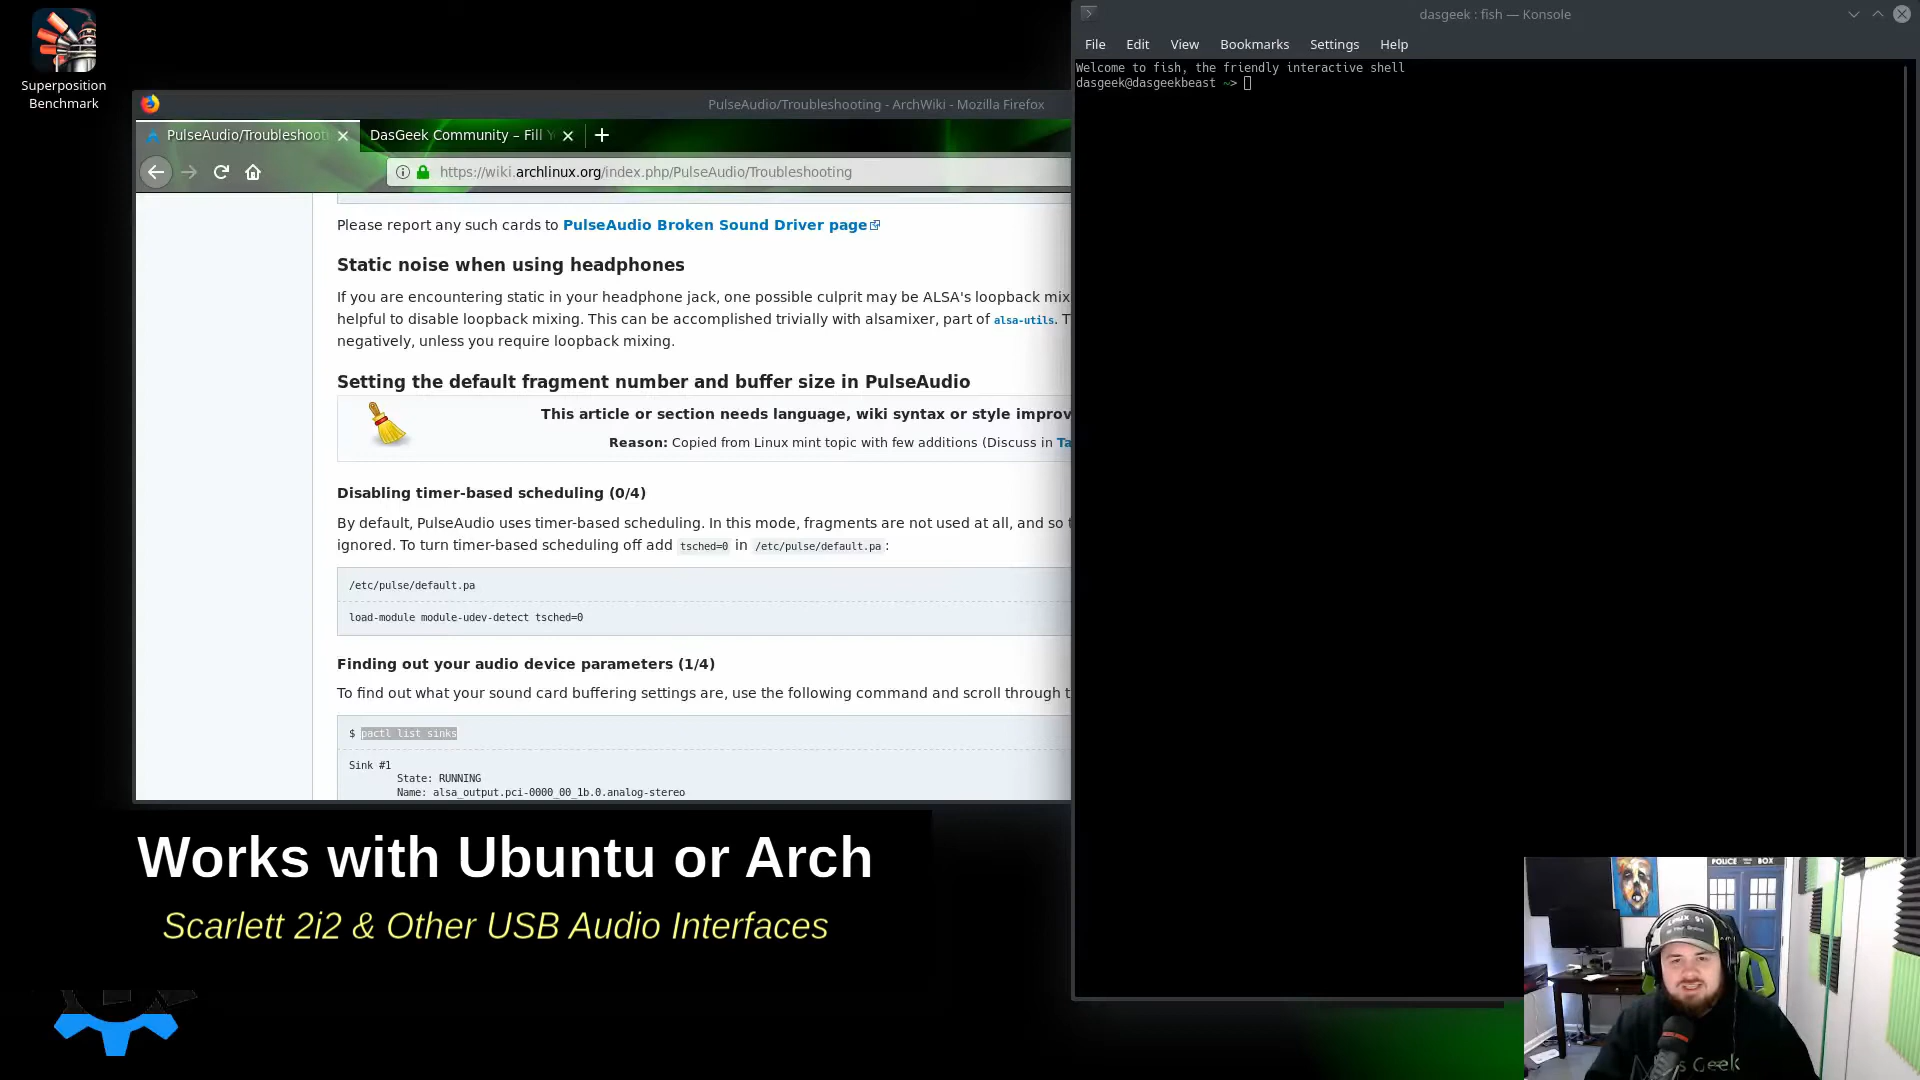 Superposition
Benchmark
PulseAudio/Troubleshooting - ArchWiki - Mozilla Firefox
PulseAudio/Troubleshooti
DasGeek Community – Fill Y
https://wiki.archlinux.org/index.php/PulseAudio/Troubleshooting
Please report any such cards to PulseAudio Broken Sound Driver page
Static noise when using headphones
If you are encountering static in your headphone jack, one possible culprit may be ALSA's loopback mix
helpful to disable loopback mixing. This can be accomplished trivially with alsamixer, part of alsa-utils. T
negatively, unless you require loopback mixing.
Setting the default fragment number and buffer size in PulseAudio
This article or section needs language, wiki syntax or style improv
Reason: Copied from Linux mint topic with few additions (Discuss in Ta
Disabling timer-based scheduling (0/4)
By default, PulseAudio uses timer-based scheduling. In this mode, fragments are not used at all, and so t
ignored. To turn timer-based scheduling off add tsched=0 in /etc/pulse/default.pa:
/etc/pulse/default.pa
load-module module-udev-detect tsched=0
Finding out your audio device parameters (1/4)
To find out what your sound card buffering settings are, use the following command and scroll through t
$ pactl list sinks
Sink #1
State: RUNNING
Name: alsa_output.pci-0000_00_1b.0.analog-stereo
dasgeek : fish — Konsole
File Edit View Bookmarks Settings Help
Welcome to fish, the friendly interactive shell
dasgeek@dasgeekbeast ~>
Works with Ubuntu or Arch
Scarlett 2i2 & Other USB Audio Interfaces
POLICE BOX
Geek